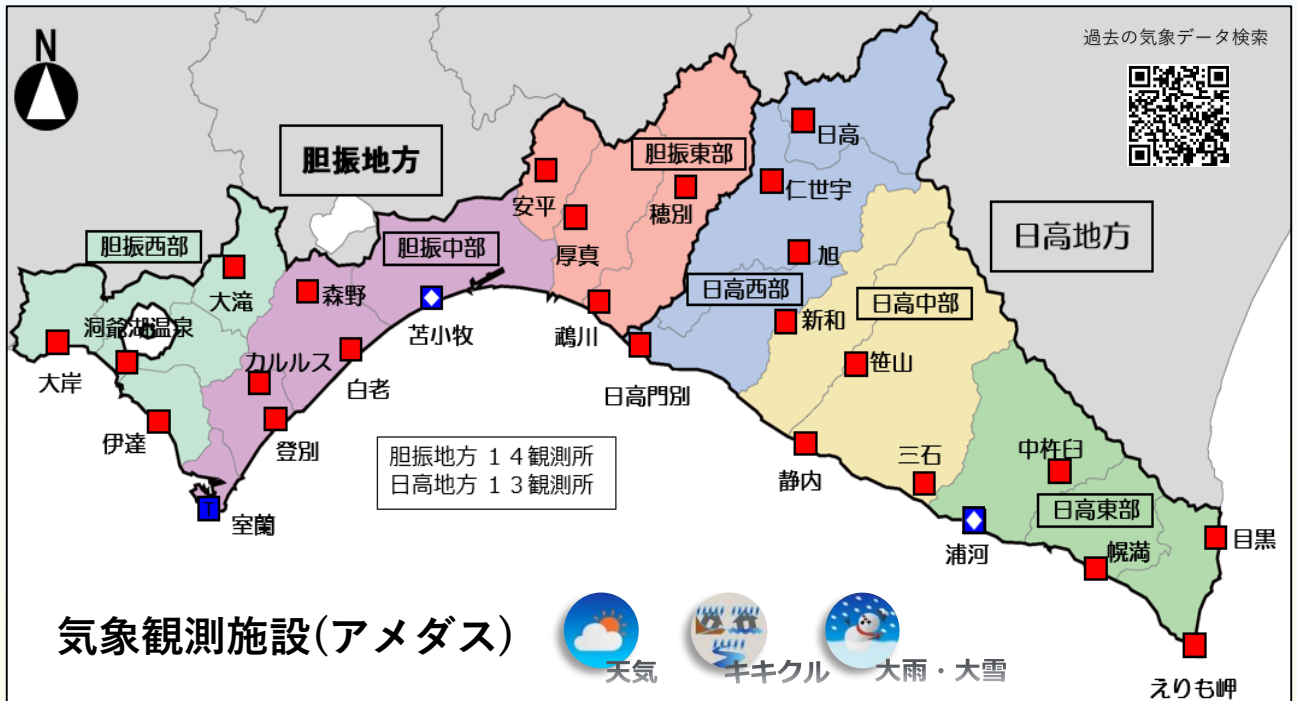 N
過去の気象データ検索
胆振地方
胆振東部
日高
仁世宇
安平
穂別
日高地方
厚真
旭
胆振西部
胆振中部
大滝
森野
日高西部
日高中部
洞爺湖温泉
苫小牧
鵡川
新和
大岸
カルルス
白老
日高門別
笹山
伊達
登別
胆振地方 14観測所
日高地方 13観測所
静内
三石
中杵臼
T
室蘭
日高東部
浦河
幌満
目黒
えりも岬
気象観測施設(アメダス)
天気
キキクル
大雨・大雪